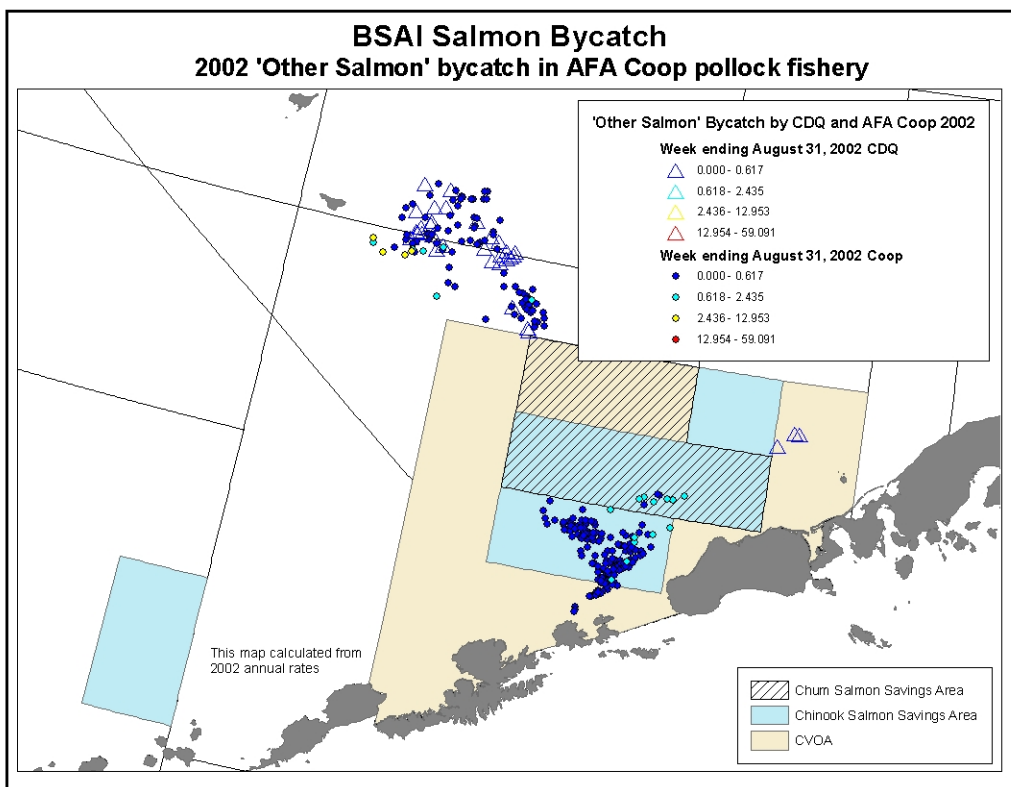 BSAI Salmon Bycatch
2002 'Other Salmon' bycatch in AFA Coop pollock fishery
'Other Salmon' Bycatch by CDQ and AFA Coop 2002
Week ending August 31, 2002 CDQ
0.000 - 0.617
0.618 - 2.435
2.436 - 12.953
12.954 - 59.091
Week ending August 31, 2002 Coop
0.000 - 0.617
0.618 - 2.435
2.436 - 12.953
12.954 - 59.091
This map calculated from
2002 annual rates
Chum Salmon Savings Area
Chinook Salmon Savings Area
CVOA